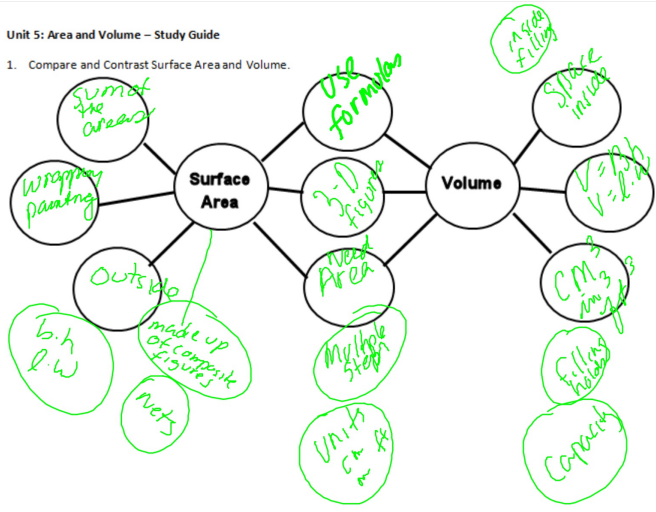 Unit 5: Area and Volume – Study Guide
1. Compare and Contrast Surface Area and Volume.
inside
filling
Sum of
the
areas
use
formulas
Space
inside
wrapping
painting
Surface
Area
3-D
figures
Volume
V=
V=l.w
outside
Need
Area
CM³
in
ft³
b.h
l.w
made up
of composite
figures
Multiple
Steps
filling
holding
Nets
Units
cm ft
m
Capacity